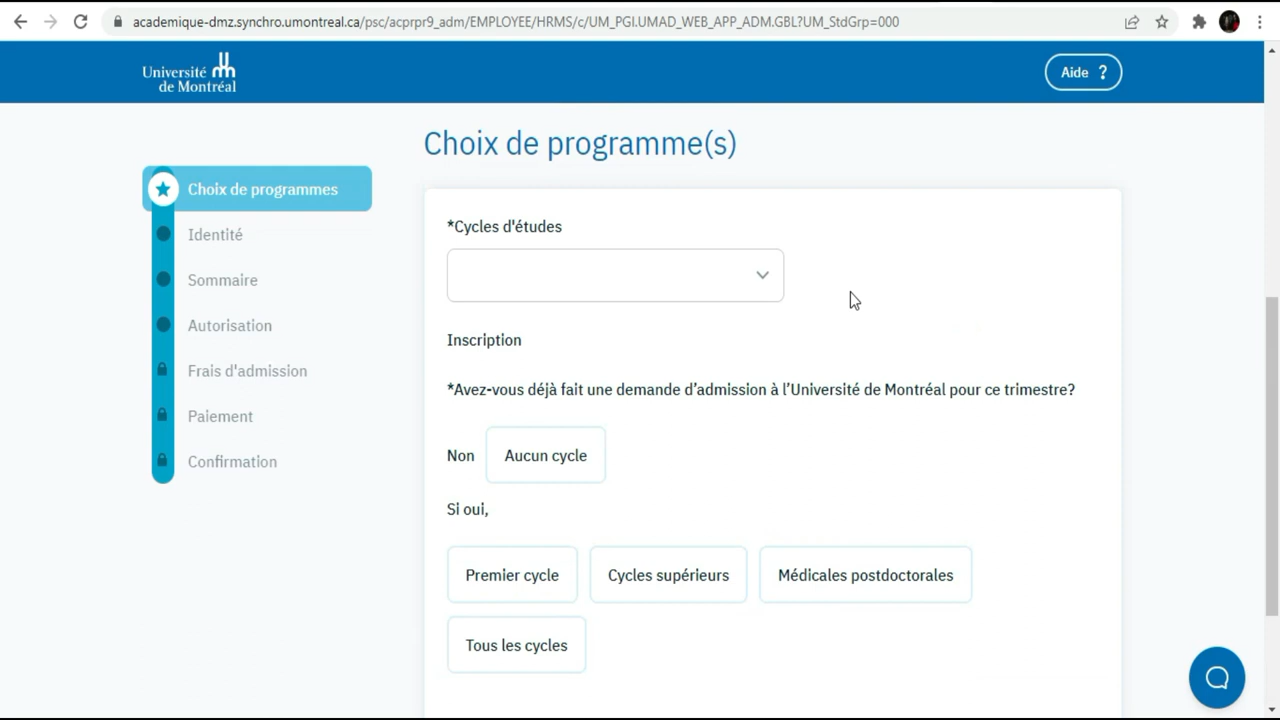 academique-dmz.synchro.umontreal.ca/psc/acprpr9_adm/EMPLOYEE/HRMS/c/UM_PGI.UMAD_WEB_APP_ADM.GBL?UM_StdGrp=000
Université
de Montréal
Aide ?
Choix de programme(s)
Choix de programmes
Identité
Sommaire
Autorisation
Frais d'admission
Paiement
Confirmation
*Cycles d'études
Inscription
*Avez-vous déjà fait une demande d’admission à l’Université de Montréal pour ce trimestre?
Non Aucun cycle
Si oui,
Premier cycle Cycles supérieurs Médicales postdoctorales
Tous les cycles